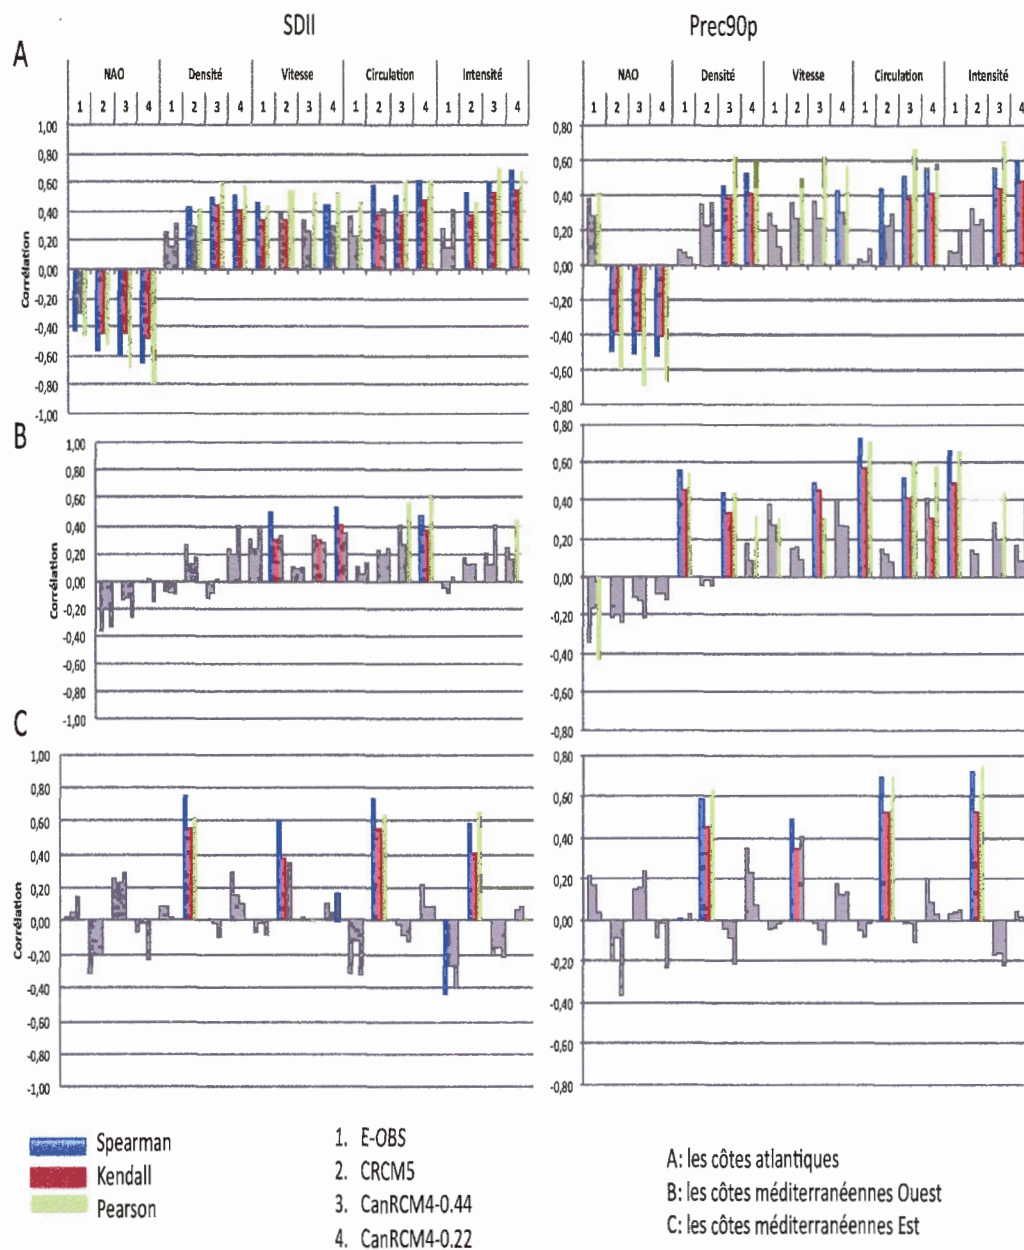 SDII
Prec90p
A
NAO Densité Vitesse Circulation Intensité
1 2 3 4 1 2 3 4 1 2 3 4 1 2 3 4 1 2 3 4
1,00
0,80
0,60
0,40
0,20
0,00
-0,20
-0,40
-0,60
-0,80
-1,00
Corrélation
NAO Densité Vitesse Circulation Intensité
1 2 3 4 1 2 3 4 1 2 3 4 1 2 3 4 1 2 3 4
0,80
0,60
0,40
0,20
0,00
-0,20
-0,40
-0,60
-0,80
Corrélation
B
1,00
0,80
0,60
0,40
0,20
0,00
-0,20
-0,40
-0,60
-0,80
-1,00
Corrélation
0,80
0,60
0,40
0,20
0,00
-0,20
-0,40
-0,60
-0,80
C
1,00
0,80
0,60
0,40
0,20
0,00
-0,20
-0,40
-0,60
-0,80
-1,00
Corrélation
0,80
0,60
0,40
0,20
0,00
-0,20
-0,40
-0,60
-0,80
Spearman
Kendall
Pearson
1. E-OBS
2. CRCM5
3. CanRCM4-0.44
4. CanRCM4-0.22
A: les côtes atlantiques
B: les côtes méditerranéennes Ouest
C: les côtes méditerranéennes Est